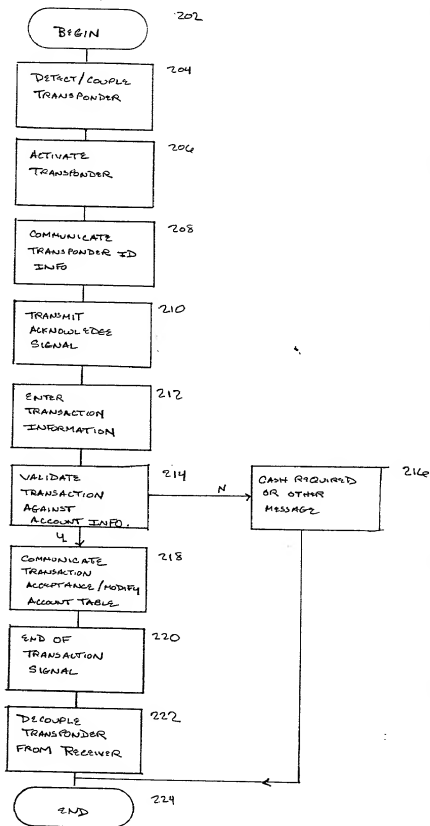 202
BEGIN
204
DETECT/COUPLE
TRANSPONDER
206
ACTIVATE
TRANSPONDER
208
COMMUNICATE
TRANSPONDER ID
INFO
210
TRANSMIT
ACKNOWLEDGE
SIGNAL
212
ENTER
TRANSACTION
INFORMATION
214
VALIDATE
TRANSACTION
AGAINST
ACCOUNT INFO.
N
216
CASH REQUIRED
OR OTHER
MESSAGE
Y
218
COMMUNICATE
TRANSACTION
ACCEPTANCE/MODIFY
ACCOUNT TABLE
220
END OF
TRANSACTION
SIGNAL
222
DECOUPLE
TRANSPONDER
FROM RECEIVER
224
END